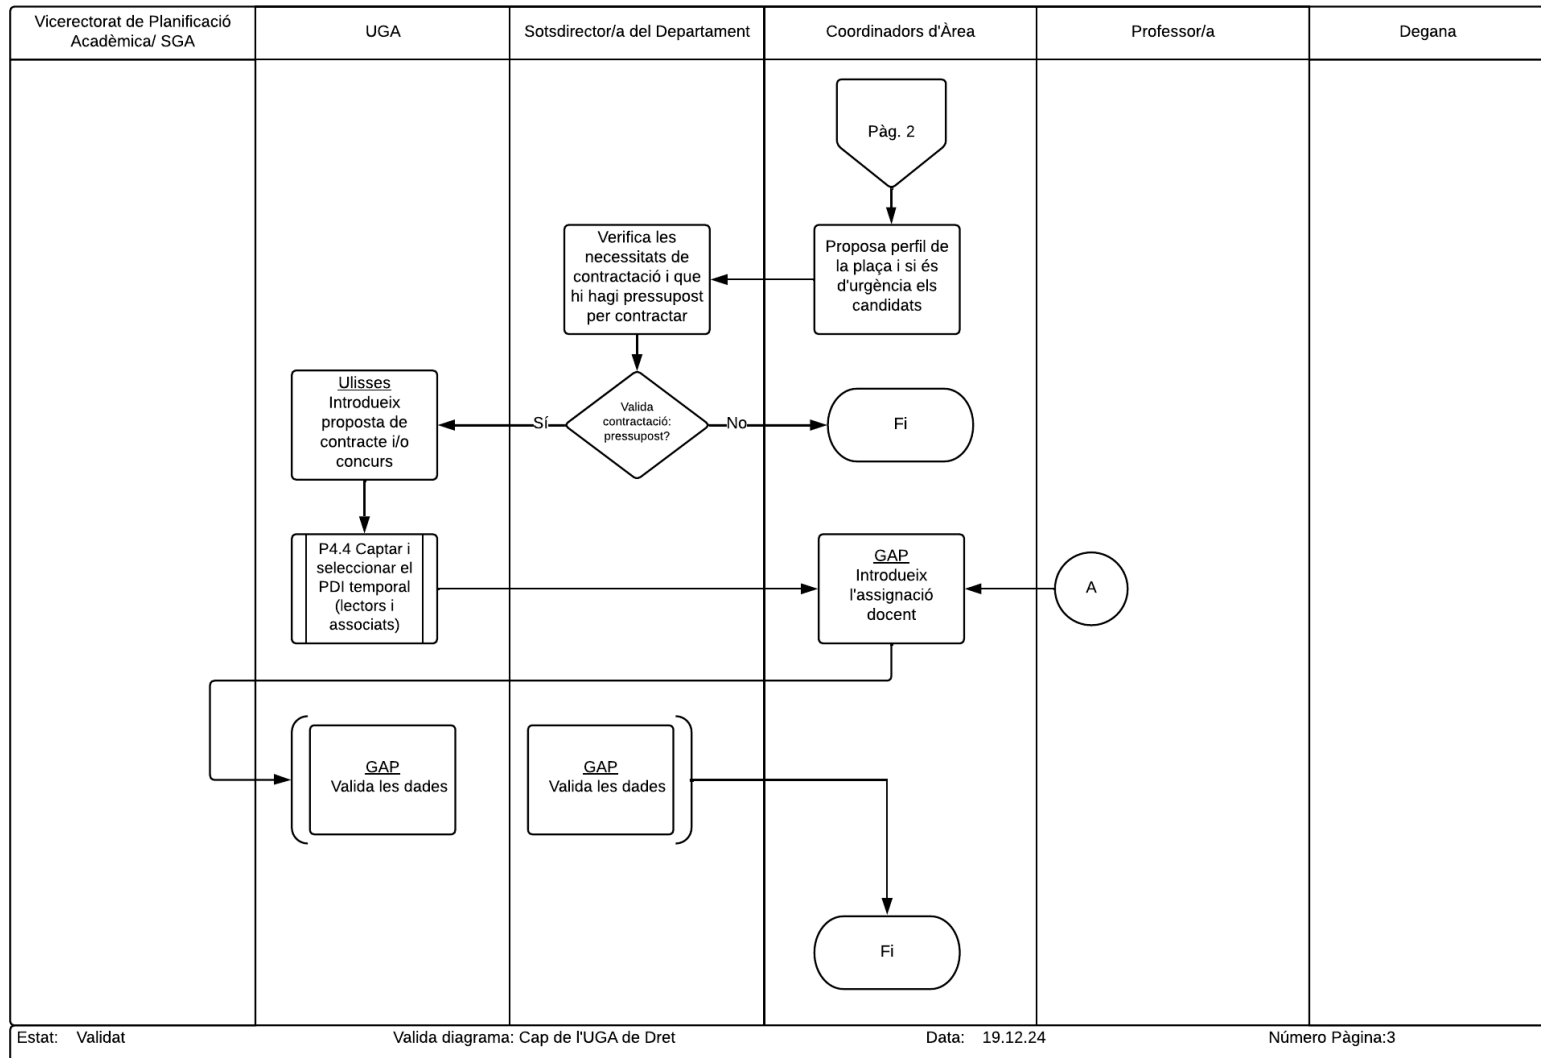 Vicerectorat de Planificació
Acadèmica/ SGA
UGA
Sotsdirector/a del Departament
Coordinadors d'Àrea
Professor/a
Degana
Pàg. 2
Proposa perfil de
la plaça i si és
d'urgència els
candidats
Verifica les
necessitats de
contractació i que
hi hagi pressupost
per contractar
Valida
contractació:
pressupost?
Sí
No
Fi
Ulisses
Introdueix
proposta de
contracte i/o
concurs
P4.4 Captar i
seleccionar el
PDI temporal
(lectors i
associats)
GAP
Introdueix
l'assignació
docent
A
GAP
Valida les dades
GAP
Valida les dades
Fi
Estat: Validat
Valida diagrama: Cap de l'UGA de Dret
Data: 19.12.24
Número Pàgina:3